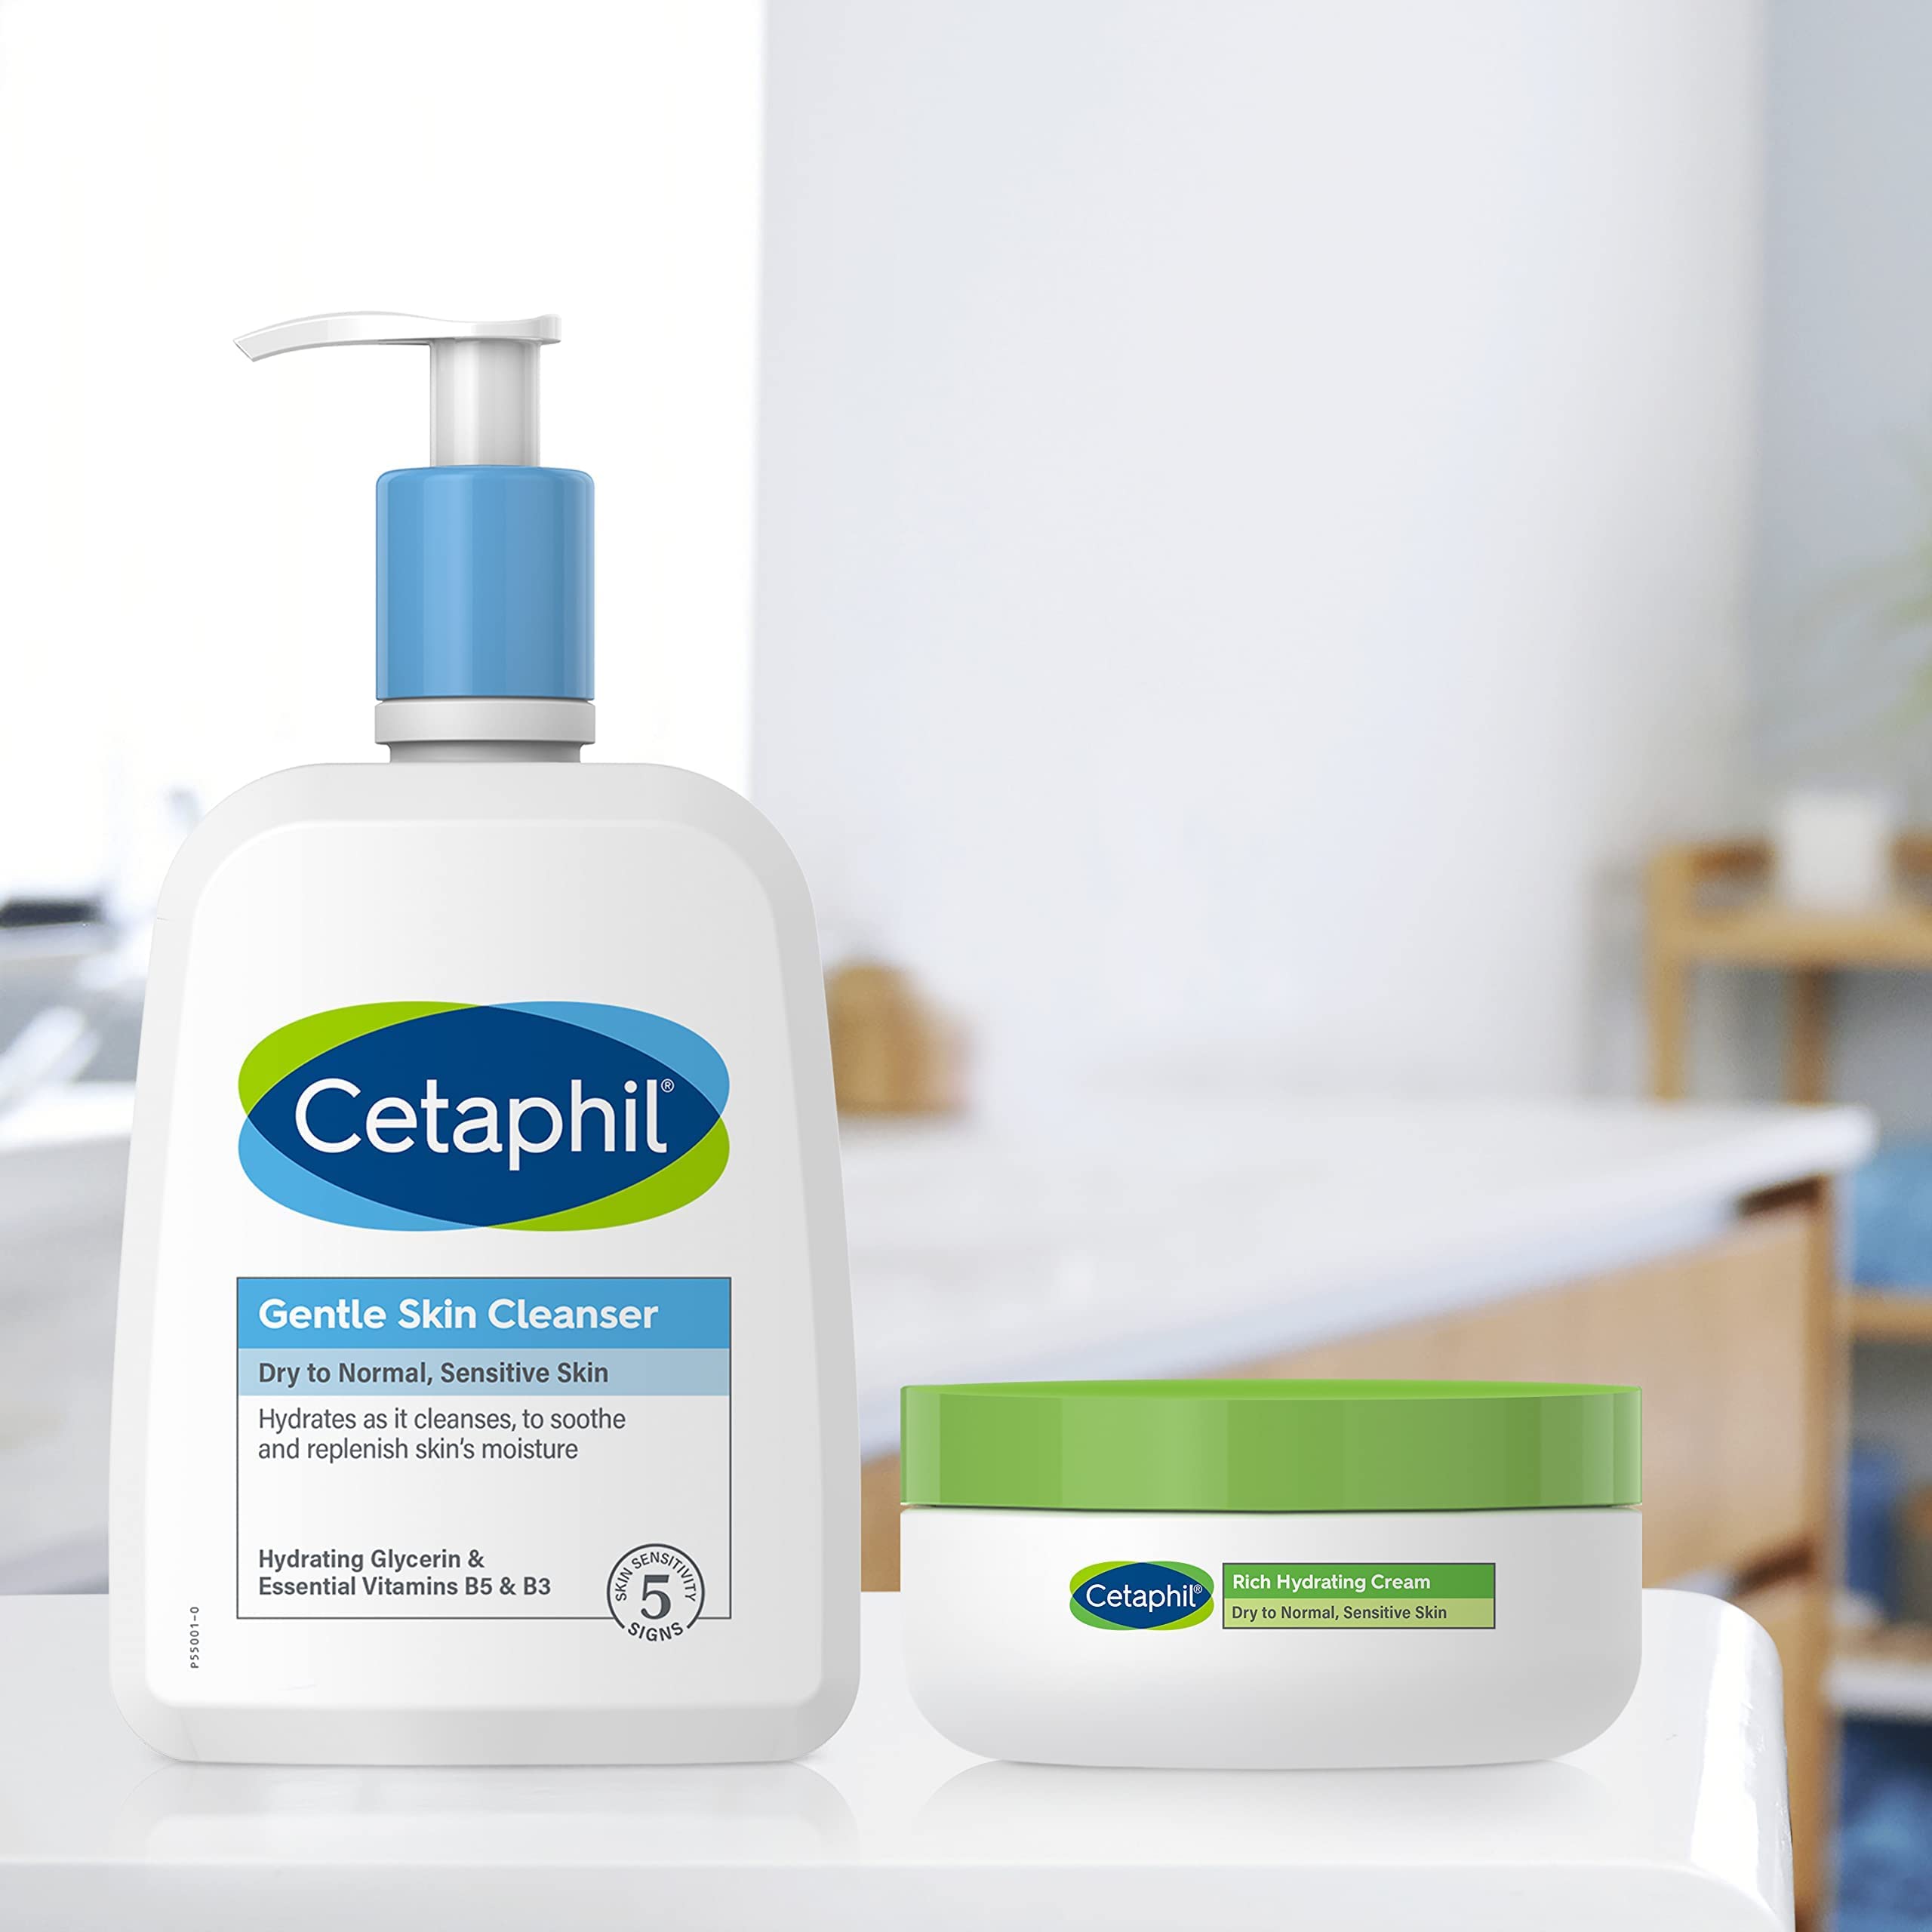 Cetaphil®
Gentle Skin Cleanser
Dry to Normal, Sensitive Skin
Hydrates as it cleanses, to soothe
and replenish skin's moisture
Hydrating Glycerin &
Essential Vitamins B5 & B3
SKIN SENSITIVITY
5
SIGNS
P55001-0
Cetaphil®
Rich Hydrating Cream
Dry to Normal, Sensitive Skin